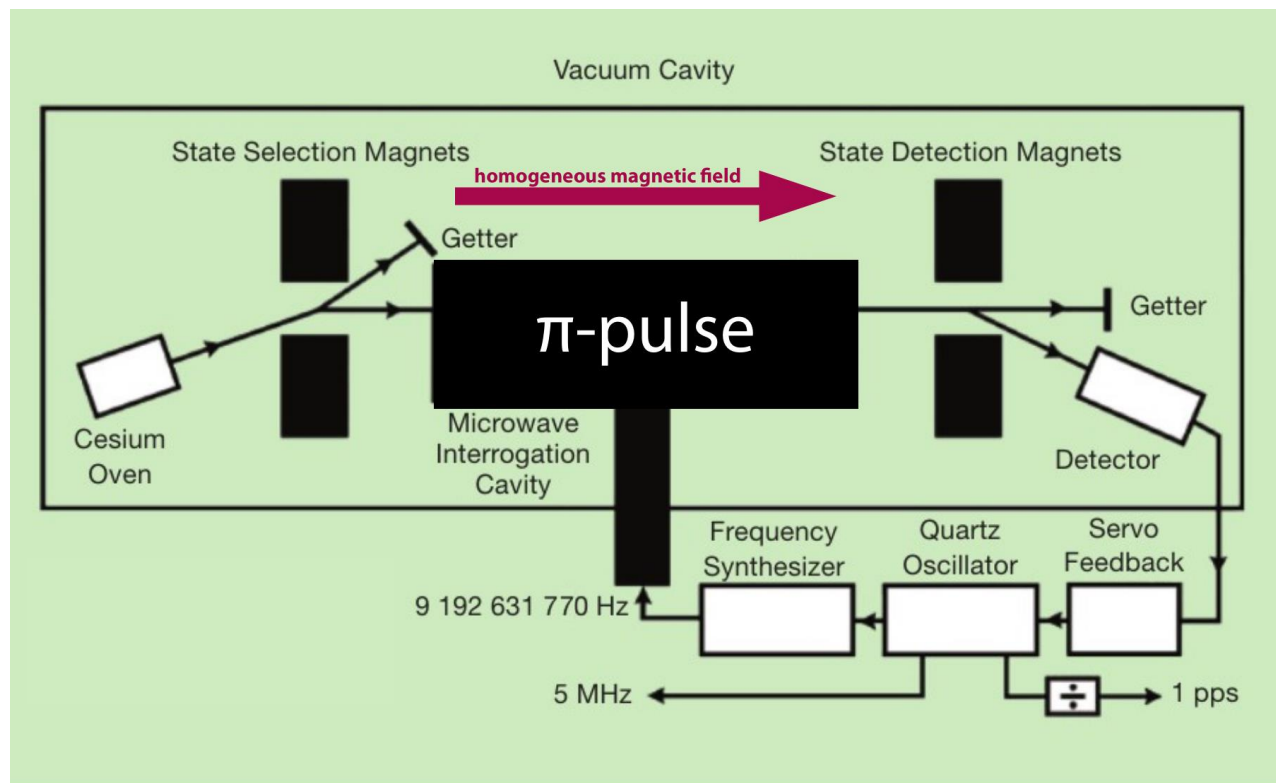 Vacuum Cavity
State Selection Magnets
State Detection Magnets
homogeneous magnetic field
Getter
Getter
π-pulse
Cesium
Oven
Microwave
Interrogation
Cavity
Detector
Frequency
Synthesizer
Quartz
Oscillator
Servo
Feedback
9 192 631 770 Hz
5 MHz
÷
1 pps